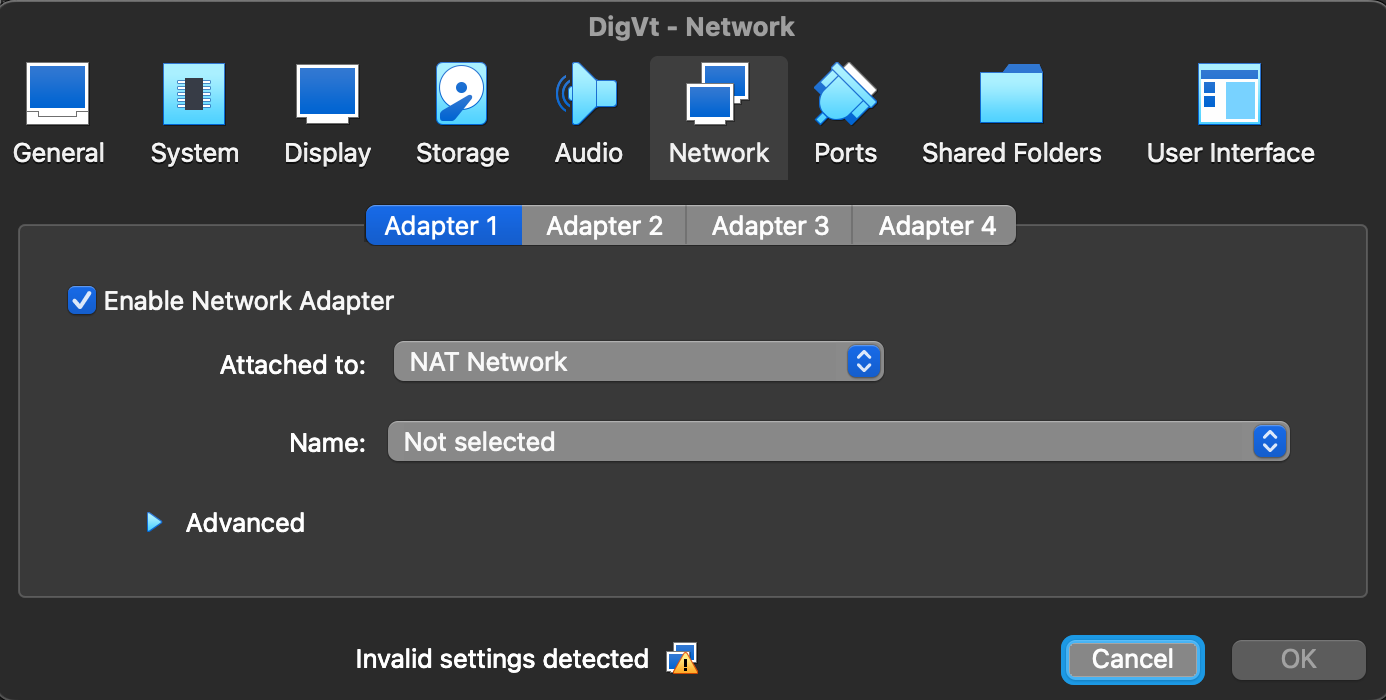 DigVt - Network
General System Display Storage Audio Network Ports Shared Folders User Interface
Adapter 1 Adapter 2 Adapter 3 Adapter 4
Enable Network Adapter
Attached to: NAT Network
Name: Not selected
Advanced
Invalid settings detected Cancel OK